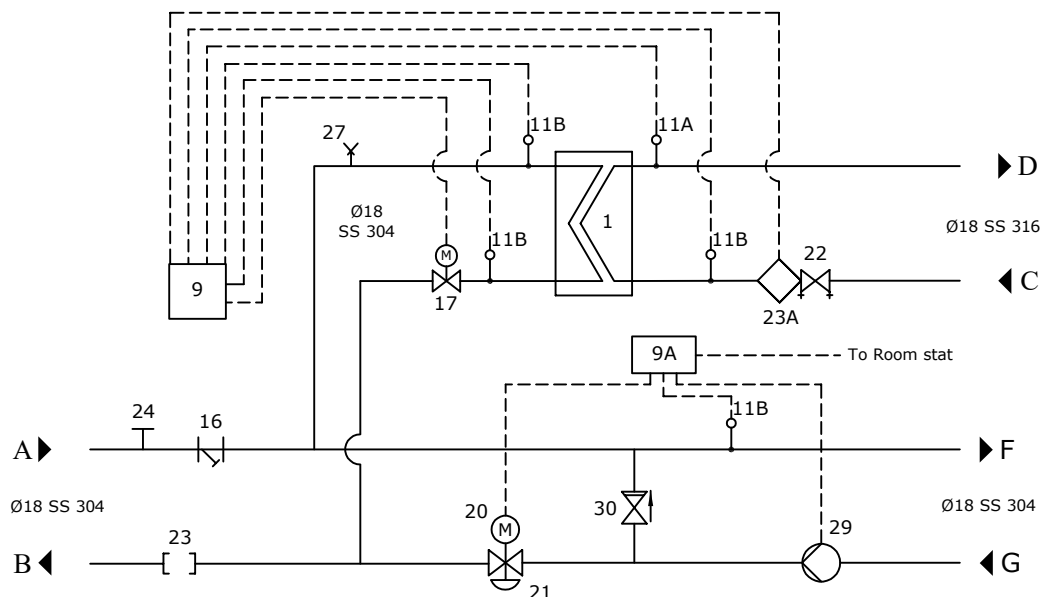 27
11B
11A
D
Ø18
SS 304
1
Ø18 SS 316
M
11B
11B
22
9
17
23A
C
9A
To Room stat
24
16
11B
A
F
Ø18 SS 304
30
Ø18 SS 304
20
M
29
23
B
G
21